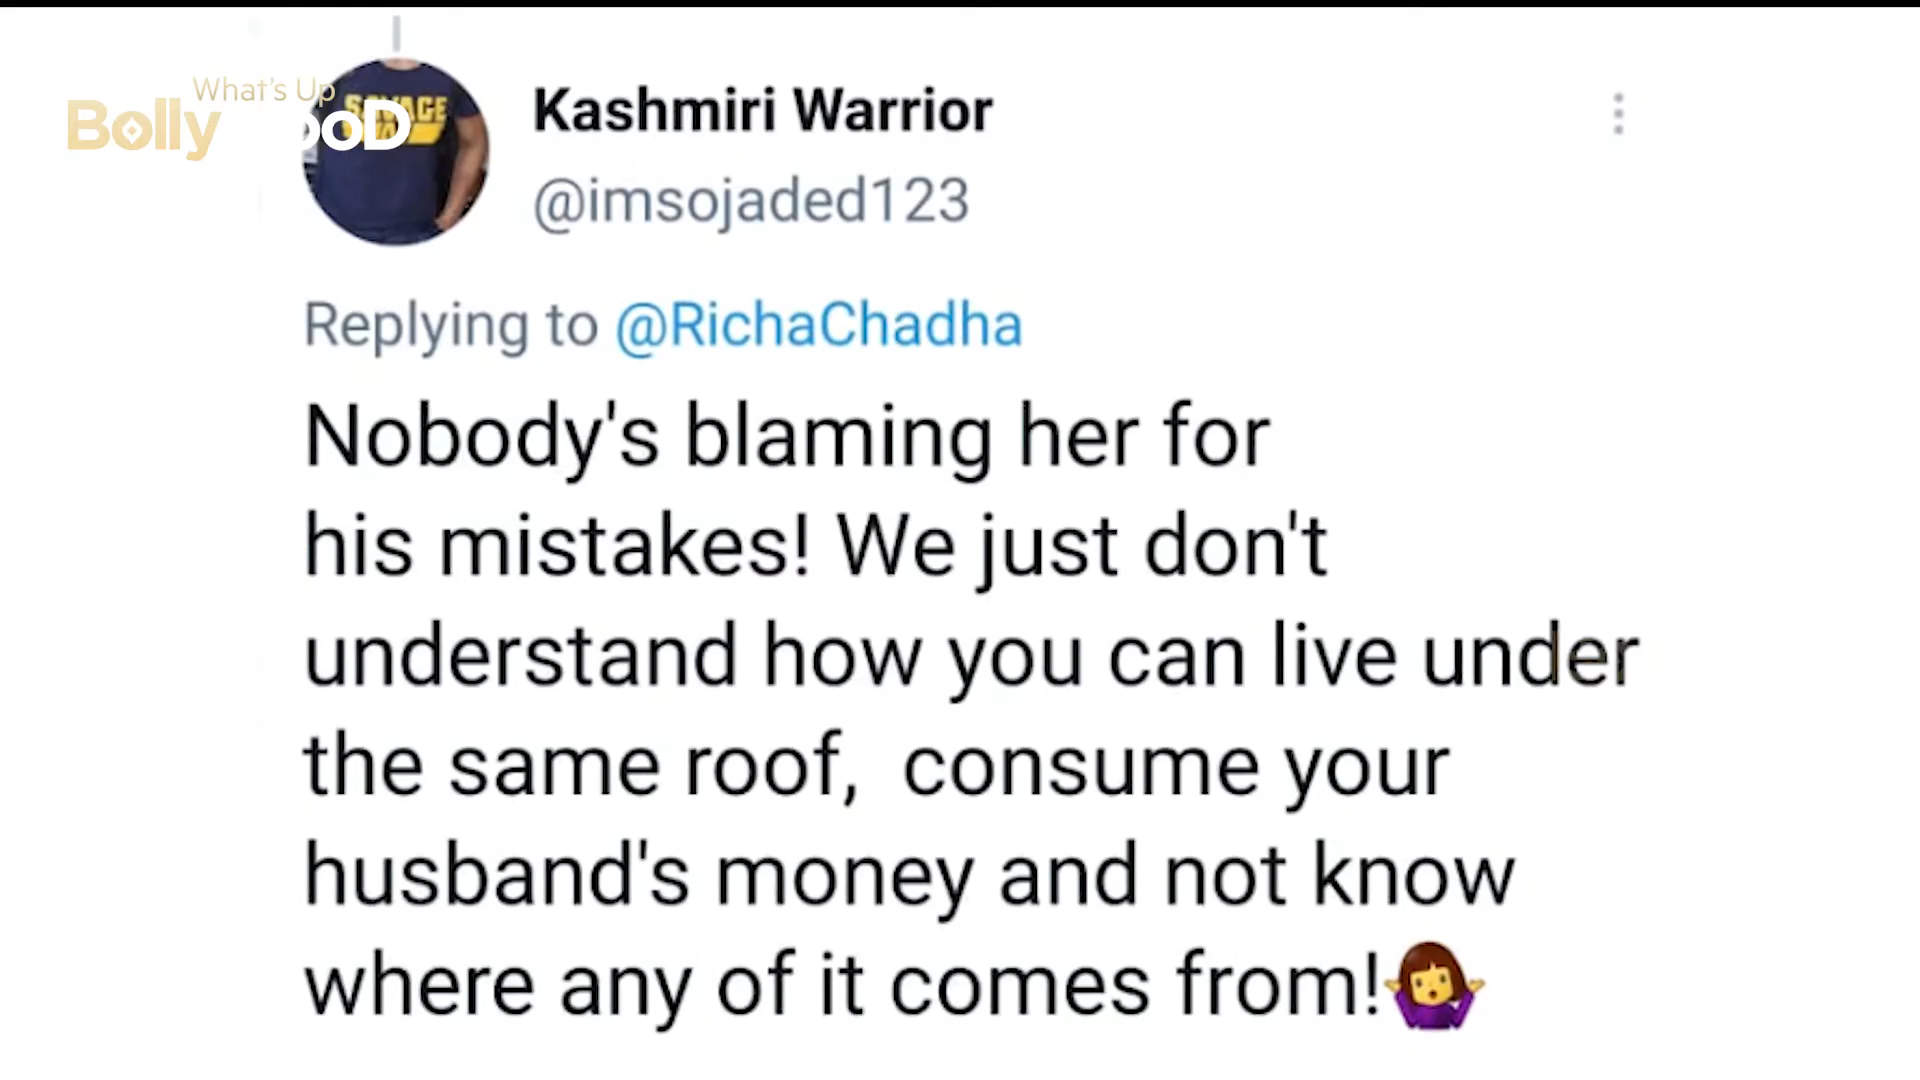 What's Up
Bolly ooD
SAVAGE
Kashmiri Warrior
@imsojaded123
Replying to @RichaChadha
Nobody's blaming her for
his mistakes! We just don't
understand how you can live under
the same roof, consume your
husband's money and not know
where any of it comes from!🤷‍♀️